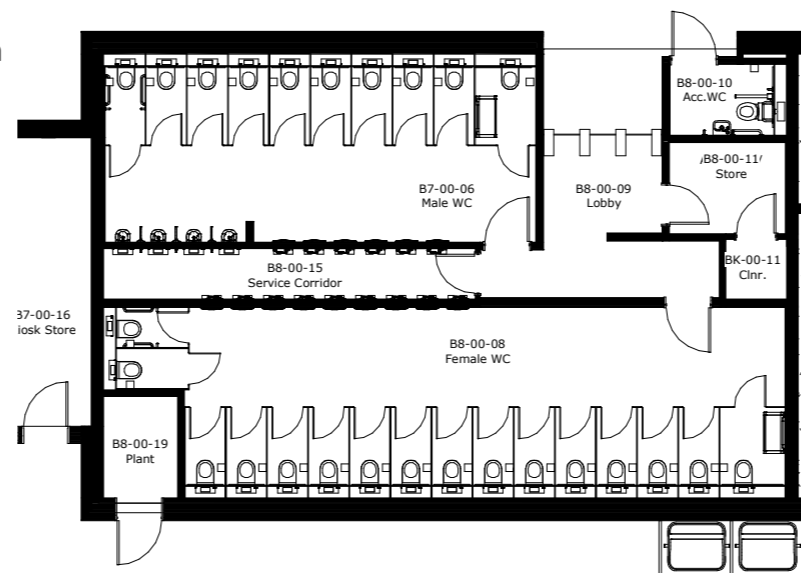 B8-00-10
Acc.WC
B7-00-06
Male WC
B8-00-09
Lobby
/B8-00-11/
Store
BK-00-11
Clnr.
B8-00-15
Service Corridor
37-00-16
iosk Store
B8-00-08
Female WC
B8-00-19
Plant